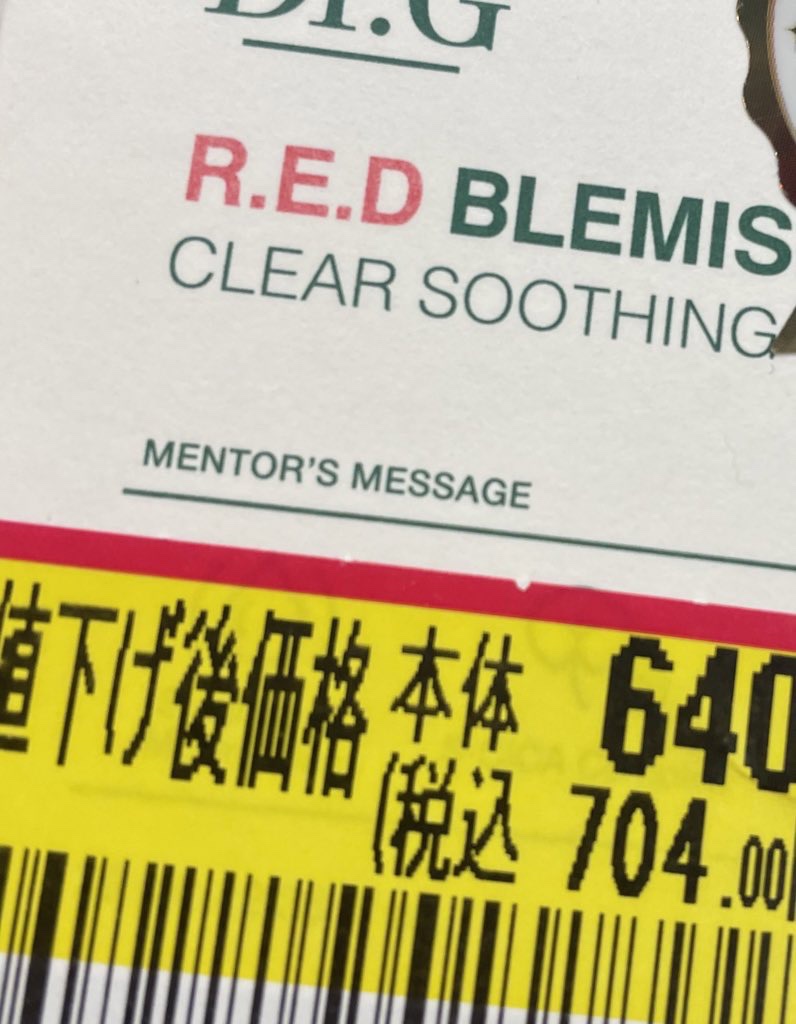 Dr.G
R.E.D BLEMIS
CLEAR SOOTHING
MENTOR'S MESSAGE
値下げ後価格 本体 640
(税込 704.00